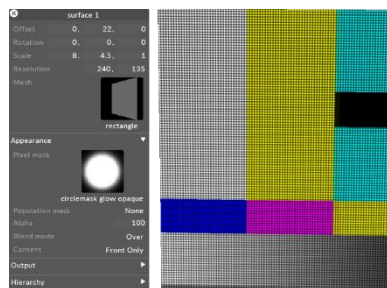 surface 1
Offset 0, 22, 0
Rotation 0, 0, 0
Scale 8, 4.5, 1
Resolution 240, 135
Mesh
rectangle
Appearance
Pixel mask
circlemask glow opaque
Population mask None
Alpha 100
Blend mode Over
Content Front Only
Output
Hierarchy